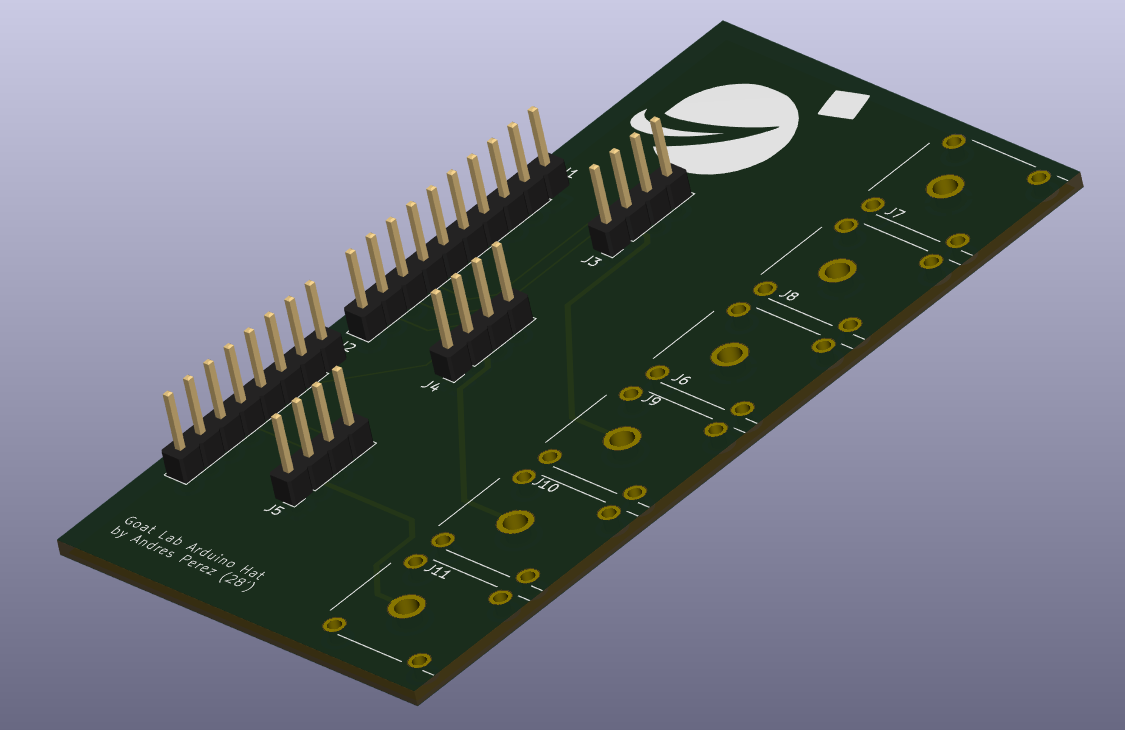 J1
J3
J7
J8
J2
J4
J6
J9
J10
J5
J11
Goat Lab Arduino Hat
by Andres Perez (28')